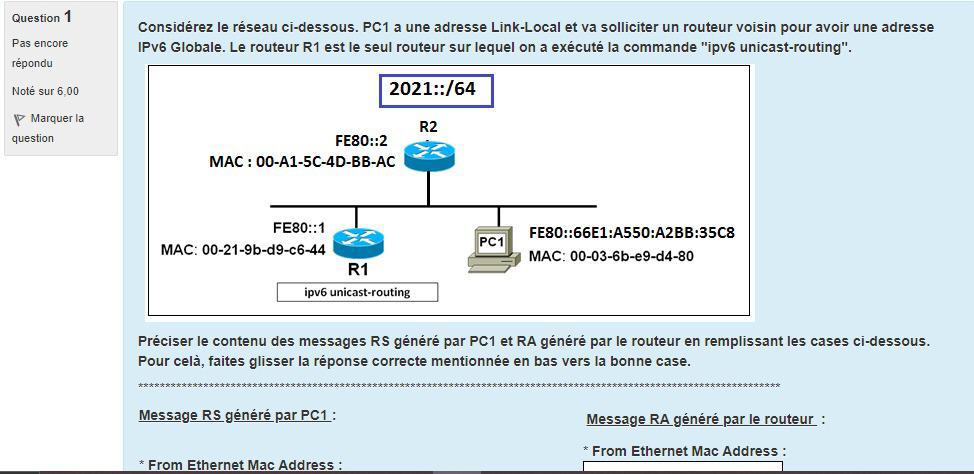 Question 1
Pas encore
répondu
Noté sur 6,00
Marquer la
question
Considérez le réseau ci-dessous. PC1 a une adresse Link-Local et va solliciter un routeur voisin pour avoir une adresse
IPv6 Globale. Le routeur R1 est le seul routeur sur lequel on a exécuté la commande "ipv6 unicast-routing".
2021::/64
R2
FE80::2
MAC : 00-A1-5C-4D-BB-AC
FE80::1
MAC: 00-21-9b-d9-c6-44
R1
ipv6 unicast-routing
PC1
FE80::66E1:A550:A2BB:35C8
MAC: 00-03-6b-e9-d4-80
Préciser le contenu des messages RS généré par PC1 et RA généré par le routeur en remplissant les cases ci-dessous.
Pour celà, faites glisser la réponse correcte mentionnée en bas vers la bonne case.
************************************************************************************************************************
Message RS généré par PC1 :
Message RA généré par le routeur :
* From Ethernet Mac Address :
* From Ethernet Mac Address :